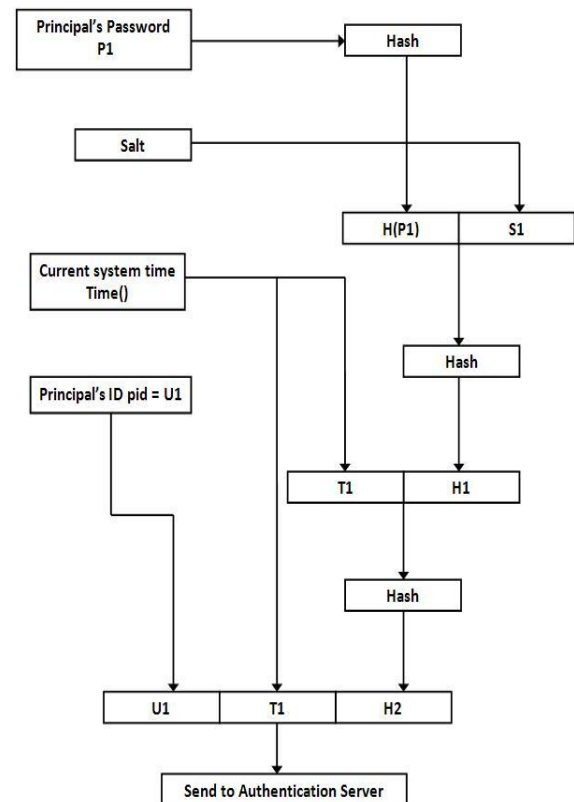 Principal's Password
P1
Hash
Salt
H(P1)
S1
Current system time
Time()
Hash
Principal's ID pid = U1
T1
H1
Hash
U1
T1
H2
Send to Authentication Server